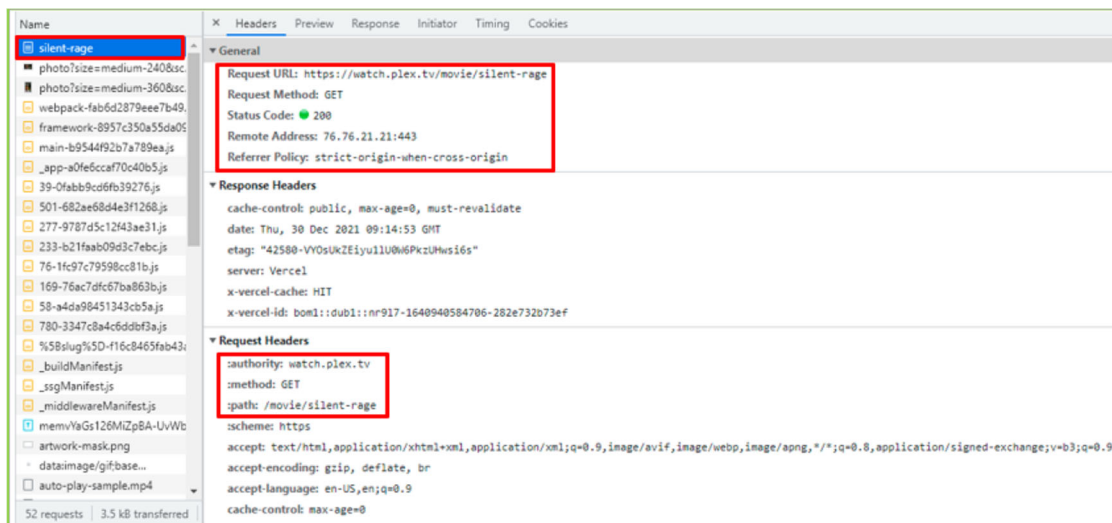 Name
silent-rage
photo?size=medium-240&sc
photo?size=medium-360&sc
webpack-fab6d2879eee7b49.
framework-8957c350a55da09
main-b9544f92b7a789ea.js
_app-a0fe6ccaf70c40b5.js
39-0fabb9cd6fb39276.js
501-682ae68d4e3f1268.js
277-9787d5c12f43ae31.js
233-b21faab09d3c7ebc.js
76-1fc97c79598cc81b.js
169-76ac7dfc67ba863b.js
58-a4da98451343cb5a.js
780-3347c8a4c6ddbf3a.js
%5Bslug%5D-f16c8465fab43a
_buildManifest.js
_ssgManifest.js
_middlewareManifest.js
memvYaGs126MiZpBA-UvWb
artwork-mask.png
data:image/gif;base...
auto-play-sample.mp4
52 requests
3.5 kB transferred
× Headers Preview Response Initiator Timing Cookies
▼ General
Request URL: https://watch.plex.tv/movie/silent-rage
Request Method: GET
Status Code: 200
Remote Address: 76.76.21.21:443
Referrer Policy: strict-origin-when-cross-origin
▼ Response Headers
cache-control: public, max-age=0, must-revalidate
date: Thu, 30 Dec 2021 09:14:53 GMT
etag: "42580-VYOsUkZEiyu1lU0W6PkzUHwsi6s"
server: Vercel
x-vercel-cache: HIT
x-vercel-id: bom1::dub1::nr917-1640940584706-282e732b73ef
▼ Request Headers
:authority: watch.plex.tv
:method: GET
:path: /movie/silent-rage
:scheme: https
accept: text/html,application/xhtml+xml,application/xml;q=0.9,image/avif,image/webp,image/apng,*/*;q=0.8,application/signed-exchange;v=b3;q=0.9
accept-encoding: gzip, deflate, br
accept-language: en-US,en;q=0.9
cache-control: max-age=0